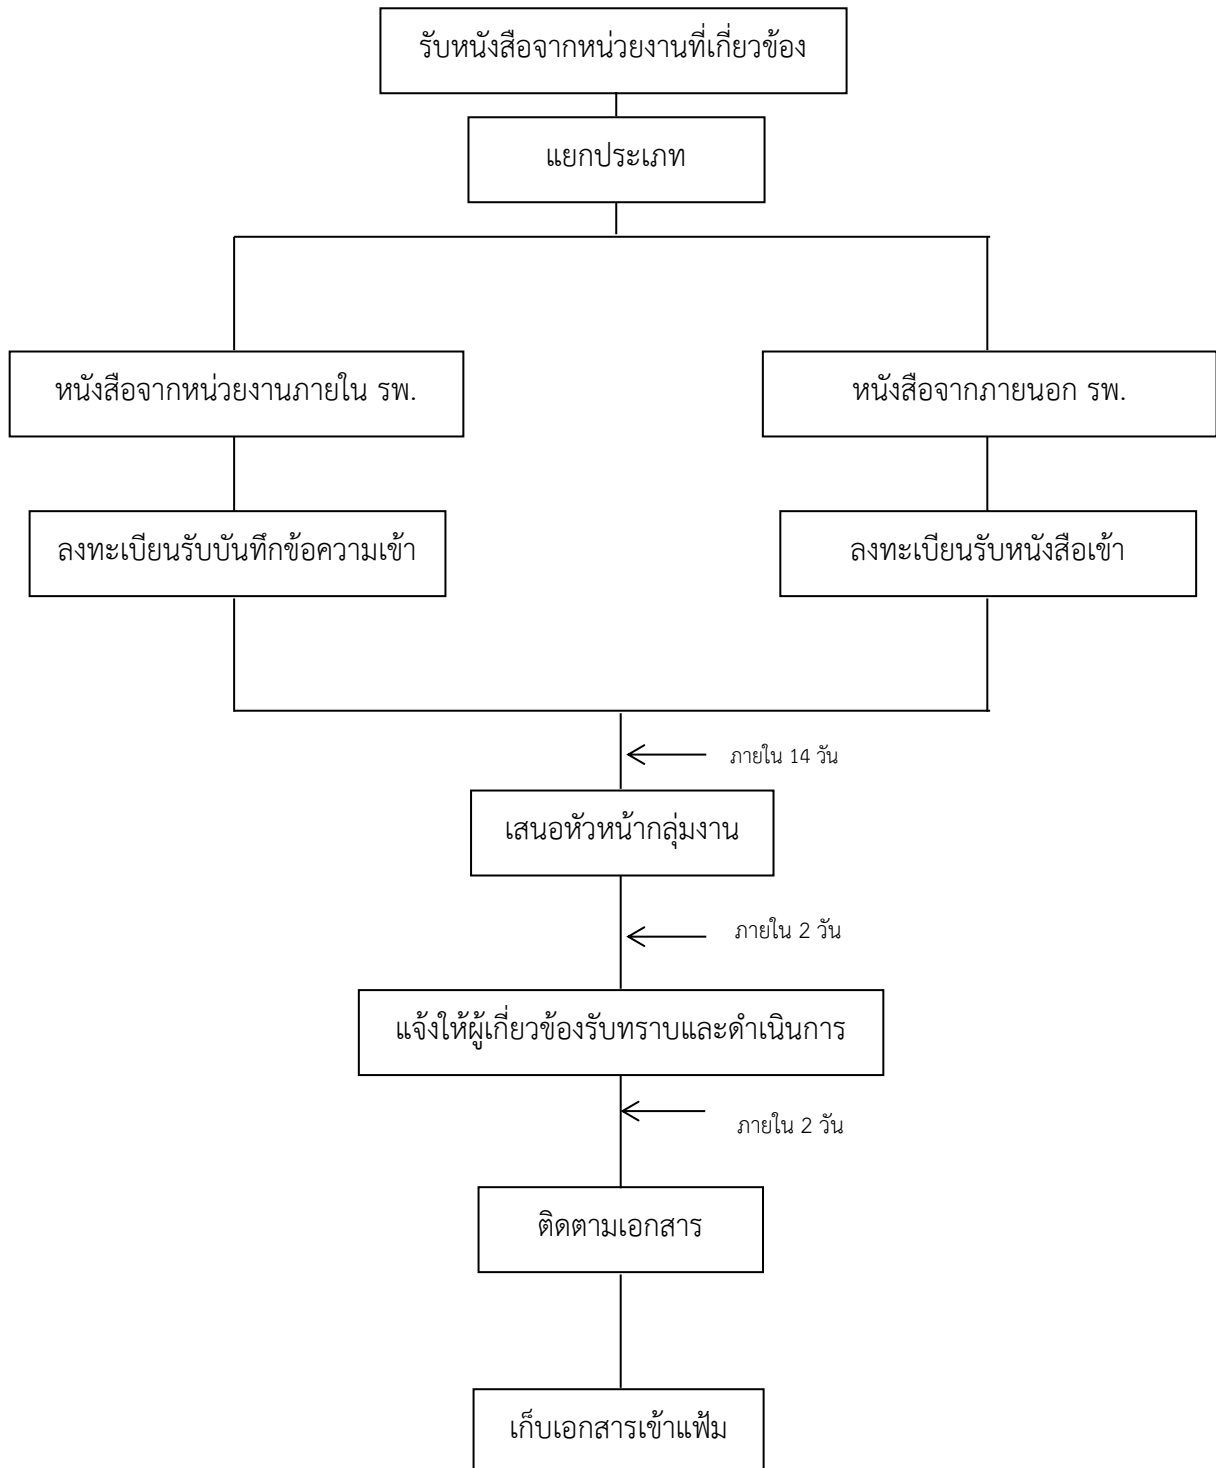 รับหนังสือจากหน่วยงานที่เกี่ยวข้อง
แยกประเภท
หนังสือจากหน่วยงานภายใน รพ.
หนังสือจากภายนอก รพ.
ลงทะเบียนรับบันทึกข้อความเข้า
ลงทะเบียนรับหนังสือเข้า
ภายใน 14 วัน
เสนอหัวหน้ากลุ่มงาน
ภายใน 2 วัน
แจ้งให้ผู้เกี่ยวข้องรับทราบและดำเนินการ
ภายใน 2 วัน
ติดตามเอกสาร
เก็บเอกสารเข้าแฟ้ม